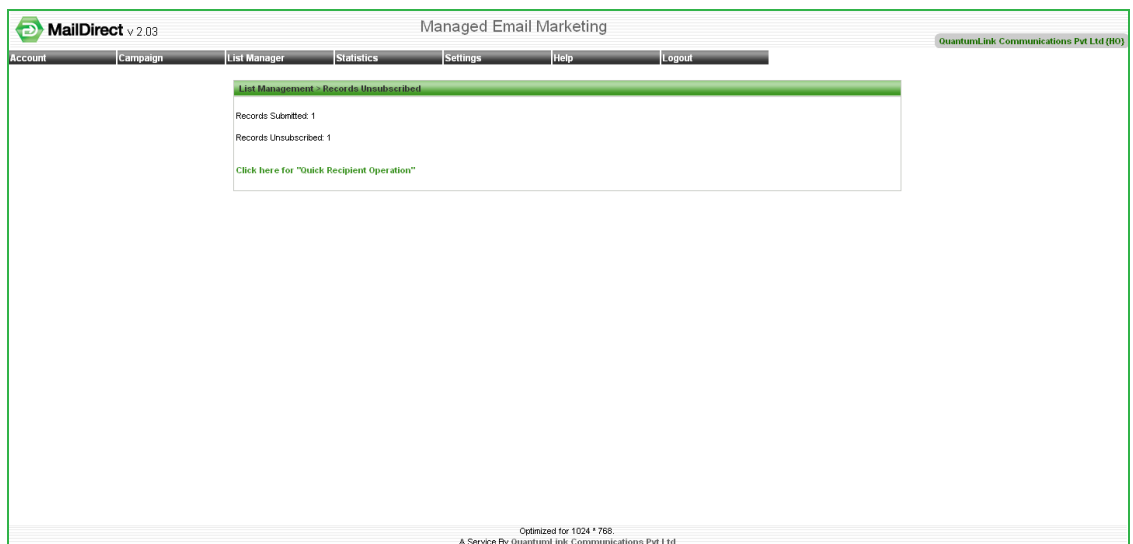 MailDirect v 2.03
Managed Email Marketing
QuantumLink Communications Pvt Ltd (HO)
Account Campaign List Manager Statistics Settings Help Logout
List Management > Records Unsubscribed
Records Submitted: 1
Records Unsubscribed: 1
Click here for "Quick Recipient Operation"
Optimized for 1024 * 768.
A Service By QuantumLink Communications Pvt Ltd